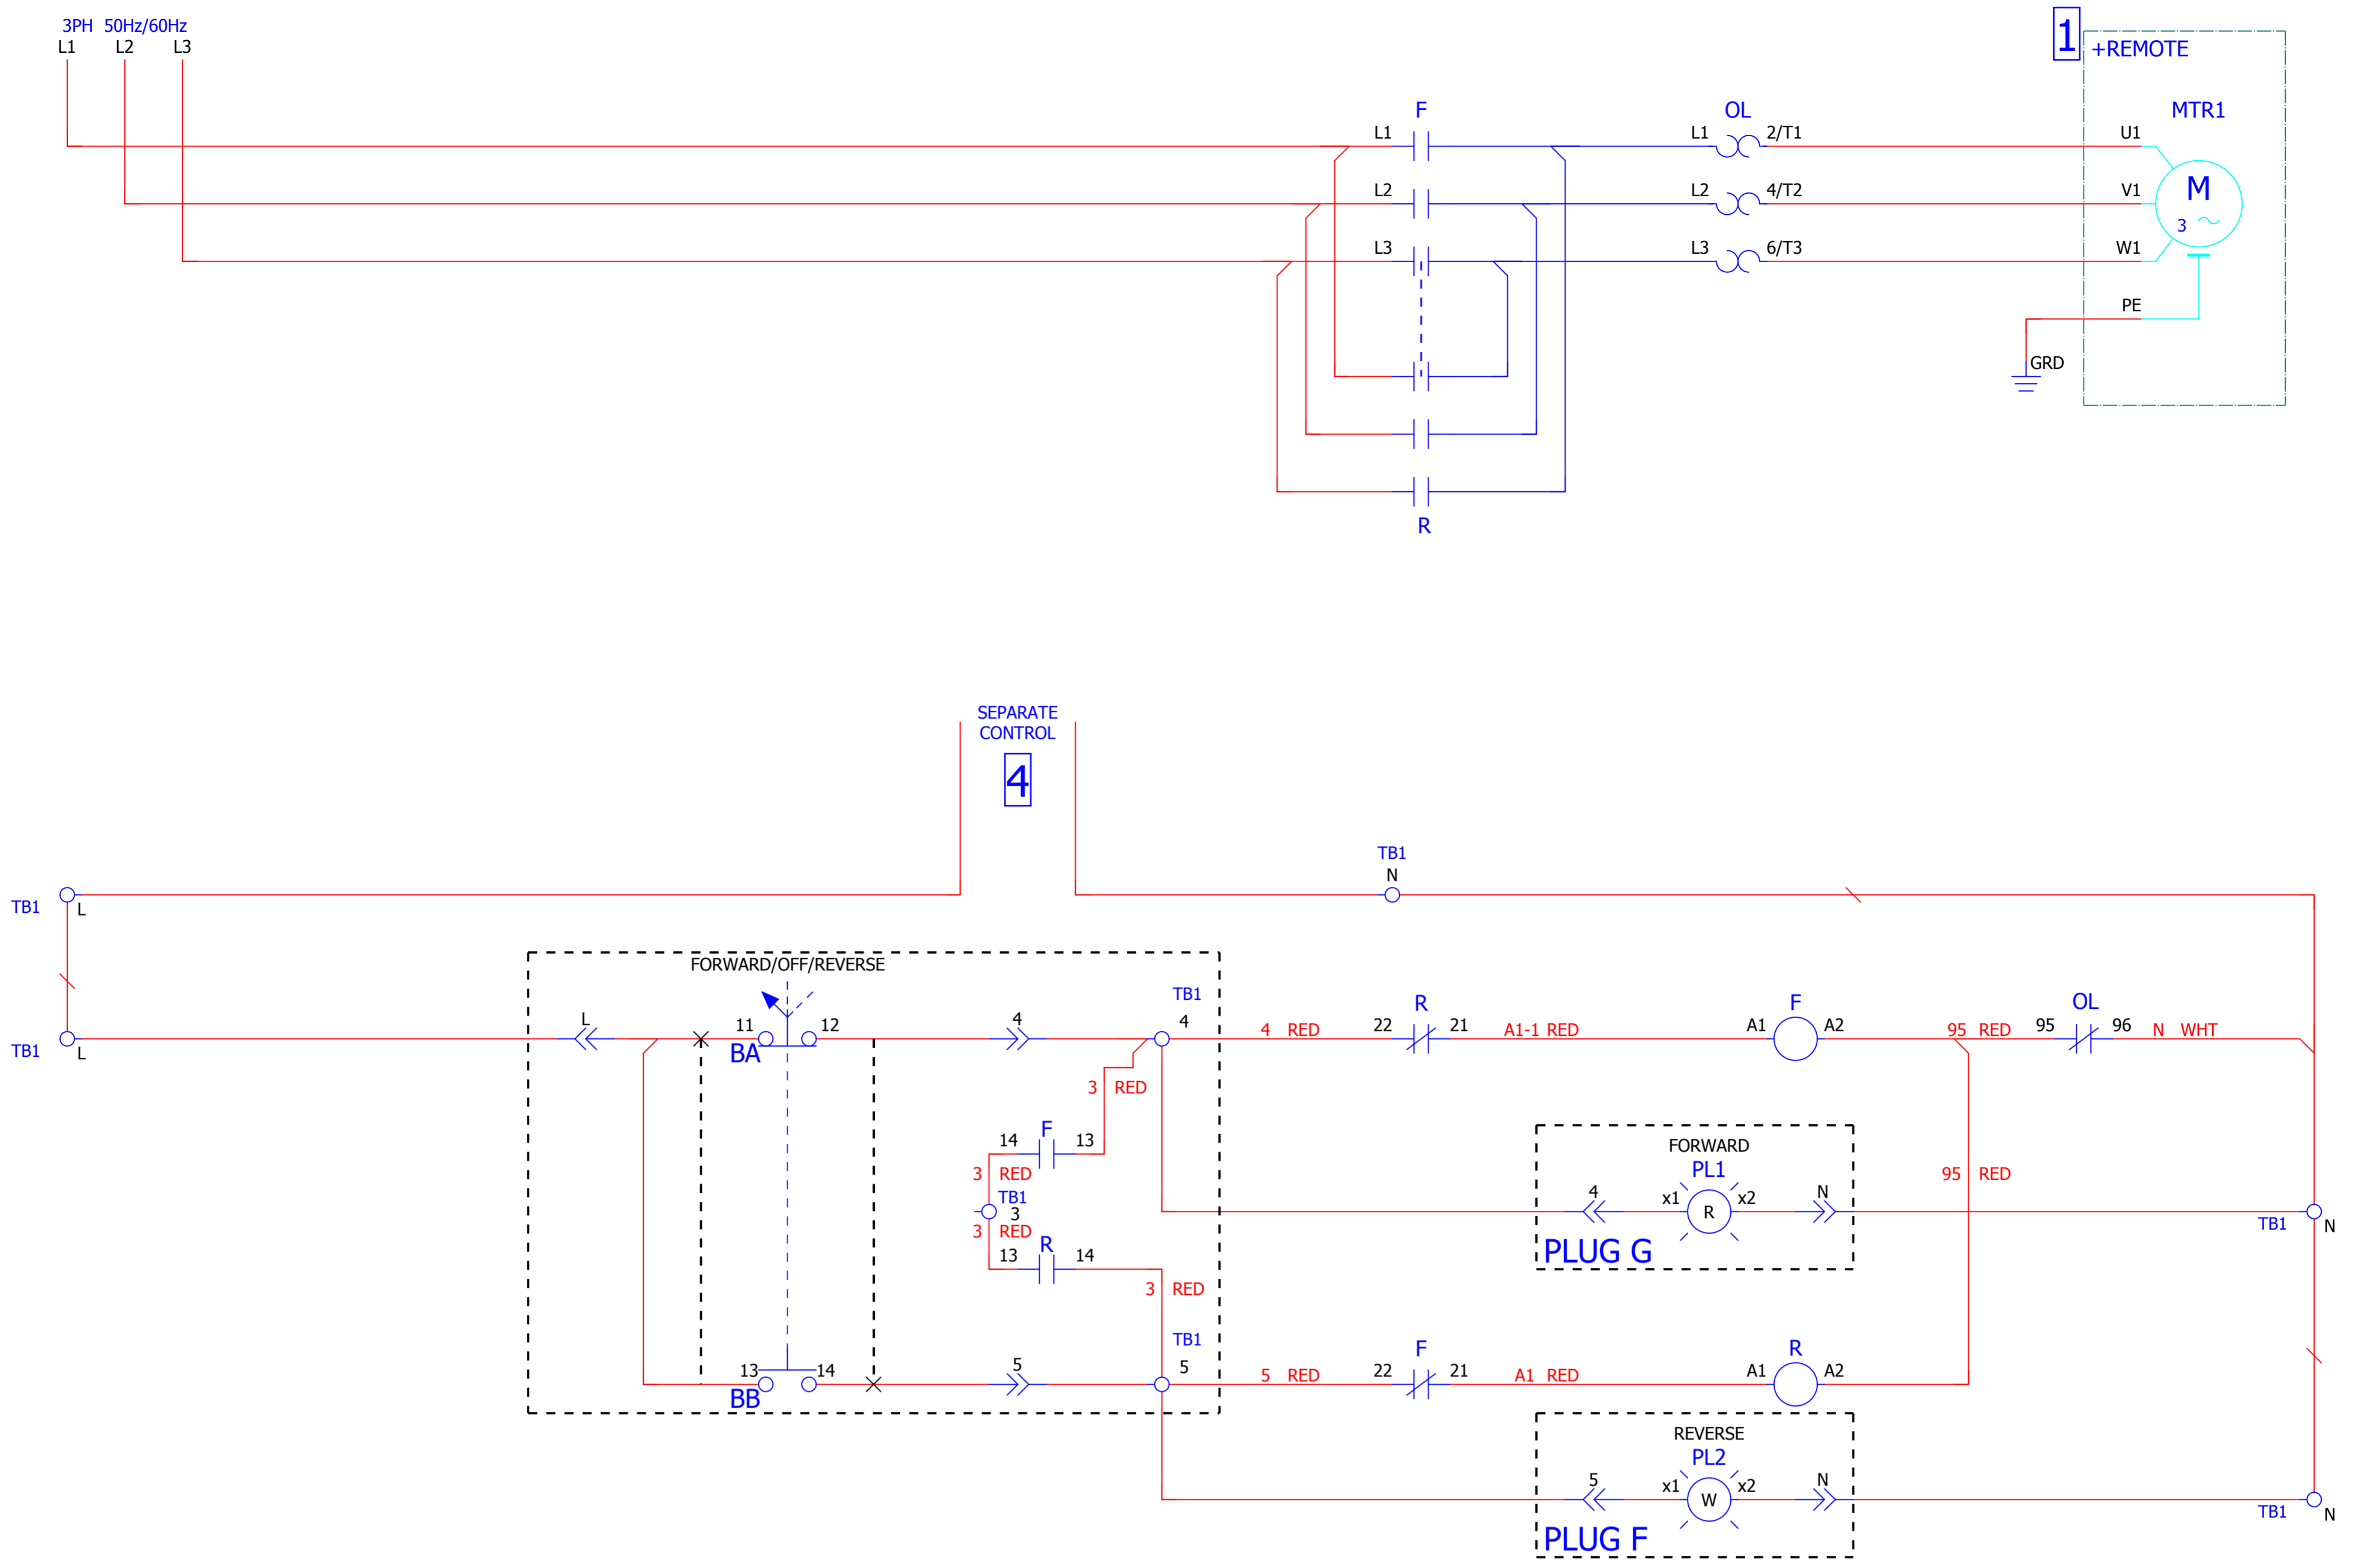 3PH 50Hz/60Hz
L1 L2 L3
1 +REMOTE
F OL MTR1
L1 L1 2/T1 U1
L2 L2 4/T2 V1
M
3
L3 L3 6/T3 W1
PE
GRD
R
SEPARATE
CONTROL
4
TB1
N
TB1 L
FORWARD/OFF/REVERSE
TB1
R F OL
L 11 12 4 4
4 RED 22 21 A1-1 RED A1 A2 95 RED 95 96 N WHT
TB1 L
BA
3 RED
F
14 13
FORWARD
PL1
3 RED
95 RED
TB1
3
4 x1 R x2 N
TB1 N
3 RED
R
13 14
PLUG G
3 RED
TB1
F R
13 14 5 5
5 RED 22 21 A1 RED A1 A2
BB
REVERSE
PL2
5 x1 W x2 N
TB1 N
PLUG F